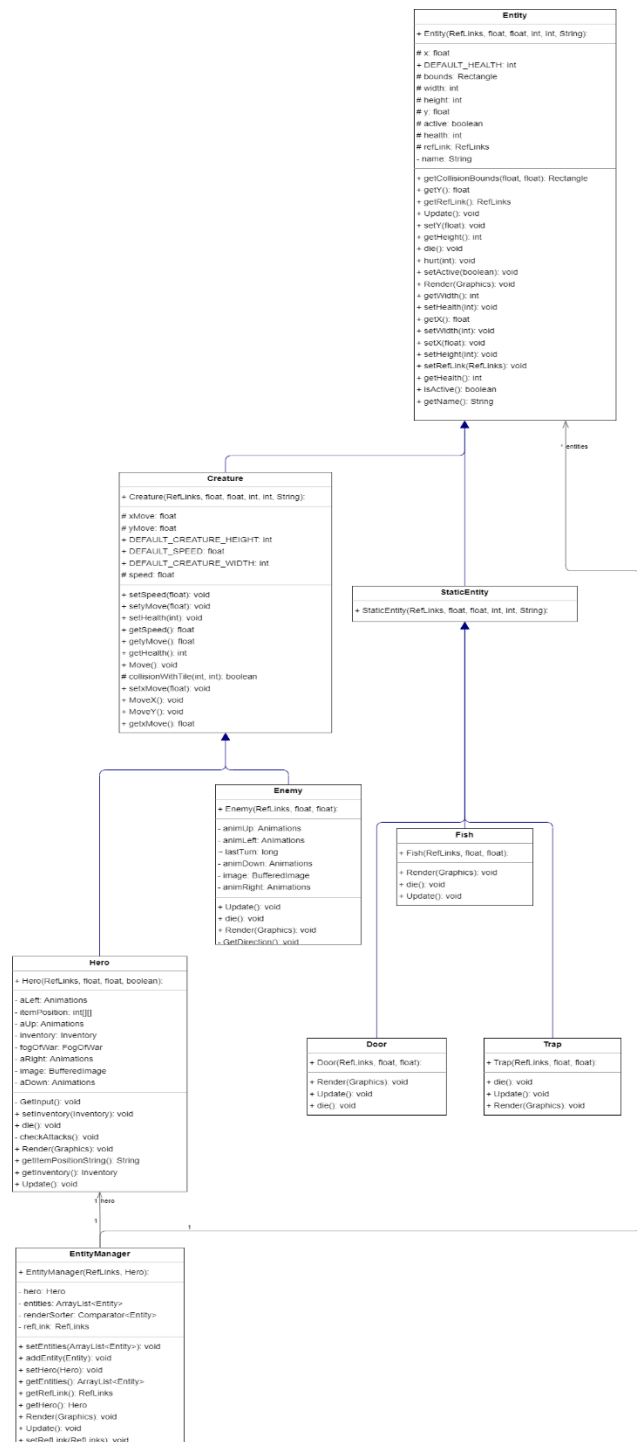 Entity
+ Entity(RefLinks, float, float, int, int, String):
# x: float
+ DEFAULT_HEALTH: int
# bounds: Rectangle
# width: int
# height: int
# y: float
# active: boolean
# health: int
# refLink: RefLinks
- name: String
+ getCollisionBounds(float, float): Rectangle
+ getY(): float
+ getRefLink(): RefLinks
+ Update(): void
+ setY(float): void
+ getHeight(): int
+ die(): void
+ hurt(int): void
+ setActive(boolean): void
+ Render(Graphics): void
+ getWidth(): int
+ setHealth(int): void
+ getX(): float
+ setWidth(int): void
+ setX(float): void
+ setHeight(int): void
+ setRefLink(RefLinks): void
+ getHealth(): int
+ isActive(): boolean
+ getName(): String
* entities
Creature
+ Creature(RefLinks, float, float, int, int, String):
# xMove: float
# yMove: float
+ DEFAULT_CREATURE_HEIGHT: int
+ DEFAULT_SPEED: float
+ DEFAULT_CREATURE_WIDTH: int
# speed: float
+ setSpeed(float): void
+ setyMove(float): void
+ setHealth(int): void
+ getSpeed(): float
+ getyMove(): float
+ getHealth(): int
+ Move(): void
# collisionWithTile(int, int): boolean
+ setxMove(float): void
+ MoveX(): void
+ MoveY(): void
+ getxMove(): float
StaticEntity
+ StaticEntity(RefLinks, float, float, int, int, String):
Enemy
+ Enemy(RefLinks, float, float):
- animUp: Animations
- animLeft: Animations
~ lastTurn: long
- animDown: Animations
- image: BufferedImage
- animRight: Animations
+ Update(): void
+ die(): void
+ Render(Graphics): void
- GetDirection(): void
Fish
+ Fish(RefLinks, float, float):
+ Render(Graphics): void
+ die(): void
+ Update(): void
Hero
+ Hero(RefLinks, float, float, boolean):
- aLeft: Animations
- itemPosition: int[][]
- aUp: Animations
- inventory: Inventory
- fogOfWar: FogOfWar
- aRight: Animations
- image: BufferedImage
- aDown: Animations
- GetInput(): void
+ setInventory(Inventory): void
+ die(): void
- checkAttacks(): void
+ Render(Graphics): void
+ getItemPositionString(): String
+ getInventory(): Inventory
+ Update(): void
Door
+ Door(RefLinks, float, float):
+ Render(Graphics): void
+ Update(): void
+ die(): void
Trap
+ Trap(RefLinks, float, float):
+ die(): void
+ Update(): void
+ Render(Graphics): void
1 hero
1
1
EntityManager
+ EntityManager(RefLinks, Hero):
- hero: Hero
- entities: ArrayList<Entity>
- renderSorter: Comparator<Entity>
- refLink: RefLinks
+ setEntities(ArrayList<Entity>): void
+ addEntity(Entity): void
+ setHero(Hero): void
+ getEntities(): ArrayList<Entity>
+ getRefLink(): RefLinks
+ getHero(): Hero
+ Render(Graphics): void
+ Update(): void
+ setRefLink(RefLinks): void